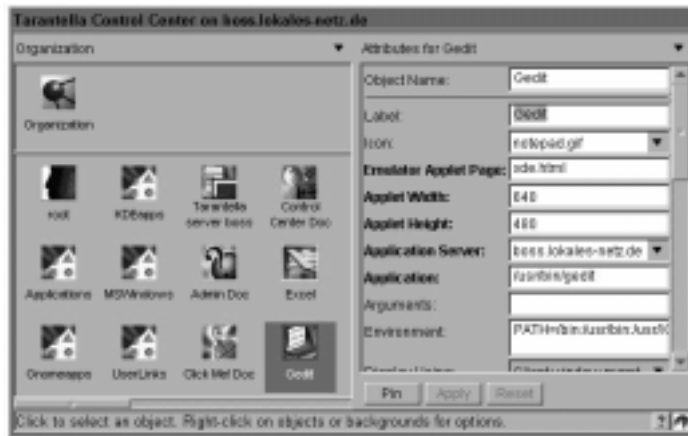 Tarantella Control Center on boss.lokales-netz.de
Organization
Attributes for Gedit
Organization
root
KDEapps
Tarantella server boss
Control Center Doc
Applications
MS Windows
Admin Doc
Excel
Gnomeapps
UserLinks
Click Me! Doc
Gedit
Object Name: Gedit
Label: Gedit
Icon: notepad.gif
Emulator Applet Page: xde.html
Applet Width: 640
Applet Height: 480
Application Server: boss.lokales-netz.de
Application: /usr/bin/gedit
Arguments:
Environment: PATH=/bin:/usr/bin:/usr/
Pin Apply Reset
Click to select an object. Right-click on objects or backgrounds for options.